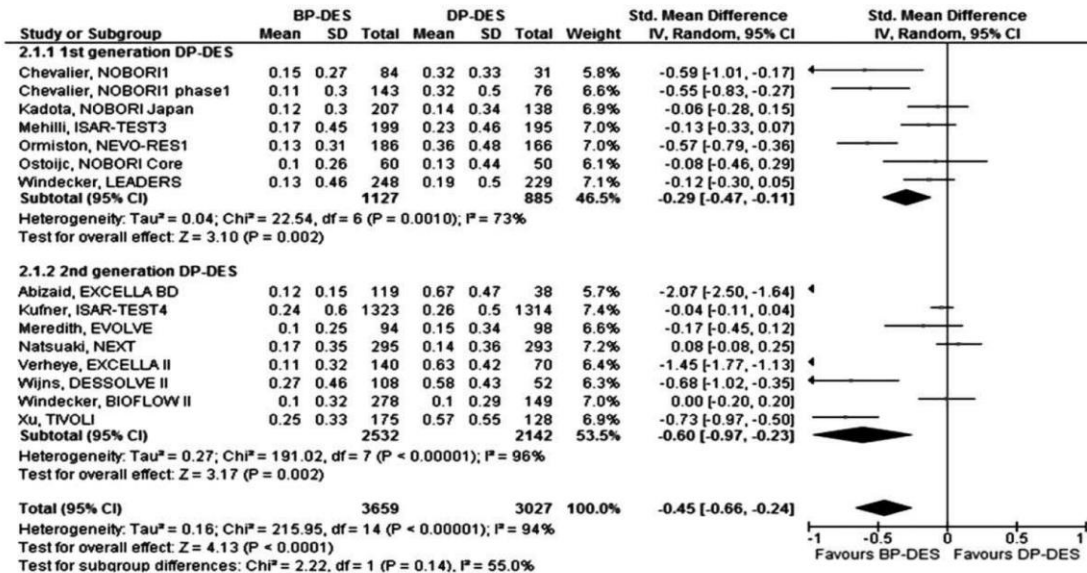 BP-DES DP-DES Std. Mean Difference Std. Mean Difference
Study or Subgroup Mean SD Total Mean SD Total Weight IV, Random, 95% CI IV, Random, 95% CI
2.1.1 1st generation DP-DES
Chevalier, NOBORI1 0.15 0.27 84 0.32 0.33 31 5.8% -0.59 [-1.01, -0.17]
Chevalier, NOBORI1 phase1 0.11 0.3 143 0.32 0.5 76 6.6% -0.55 [-0.83, -0.27]
Kadota, NOBORI Japan 0.12 0.3 207 0.14 0.34 138 6.9% -0.06 [-0.28, 0.15]
Mehilli, ISAR-TEST3 0.17 0.45 199 0.23 0.46 195 7.0% -0.13 [-0.33, 0.07]
Ormiston, NEVO-RES1 0.13 0.31 186 0.36 0.48 166 6.9% -0.57 [-0.79, -0.36]
Ostoijc, NOBORI Core 0.1 0.26 60 0.13 0.44 50 6.1% -0.08 [-0.46, 0.29]
Windecker, LEADERS 0.13 0.46 248 0.19 0.5 229 7.1% -0.12 [-0.30, 0.05]
Subtotal (95% CI) 1127 885 46.5% -0.29 [-0.47, -0.11]
Heterogeneity: Tau² = 0.04; Chi² = 22.54, df = 6 (P = 0.0010); I² = 73%
Test for overall effect: Z = 3.10 (P = 0.002)
2.1.2 2nd generation DP-DES
Abizaid, EXCELLA BD 0.12 0.15 119 0.67 0.47 38 5.7% -2.07 [-2.50, -1.64]
Kufner, ISAR-TEST4 0.24 0.6 1323 0.26 0.5 1314 7.4% -0.04 [-0.11, 0.04]
Meredith, EVOLVE 0.1 0.25 94 0.15 0.34 98 6.6% -0.17 [-0.45, 0.12]
Natsuaki, NEXT 0.17 0.35 295 0.14 0.36 293 7.2% 0.08 [-0.08, 0.25]
Verheye, EXCELLA II 0.11 0.32 140 0.63 0.42 70 6.4% -1.45 [-1.77, -1.13]
Wijns, DESSOLVE II 0.27 0.46 108 0.58 0.43 52 6.3% -0.68 [-1.02, -0.35]
Windecker, BIOFLOW II 0.1 0.32 278 0.1 0.29 149 7.0% 0.00 [-0.20, 0.20]
Xu, TIVOLI 0.25 0.33 175 0.57 0.55 128 6.9% -0.73 [-0.97, -0.50]
Subtotal (95% CI) 2532 2142 53.5% -0.60 [-0.97, -0.23]
Heterogeneity: Tau² = 0.27; Chi² = 191.02, df = 7 (P < 0.00001); I² = 96%
Test for overall effect: Z = 3.17 (P = 0.002)
Total (95% CI) 3659 3027 100.0% -0.45 [-0.66, -0.24]
Heterogeneity: Tau² = 0.16; Chi² = 215.95, df = 14 (P < 0.00001); I² = 94%
Test for overall effect: Z = 4.13 (P < 0.0001)
Test for subgroup differences: Chi² = 2.22, df = 1 (P = 0.14), I² = 55.0%
-1 -0.5 0 0.5 1
Favours BP-DES Favours DP-DES